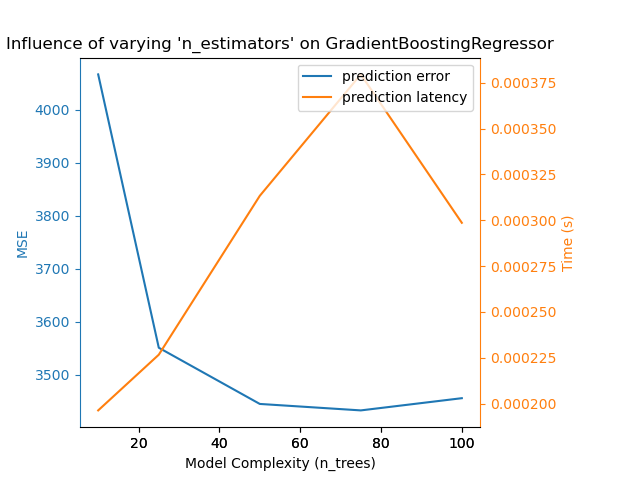 Influence of varying 'n_estimators' on GradientBoostingRegressor
prediction error
prediction latency
4000
3900
3800
3700
3600
3500
MSE
0.000375
0.000350
0.000325
0.000300
0.000275
0.000250
0.000225
0.000200
Time (s)
20 40 60 80 100
Model Complexity (n_trees)